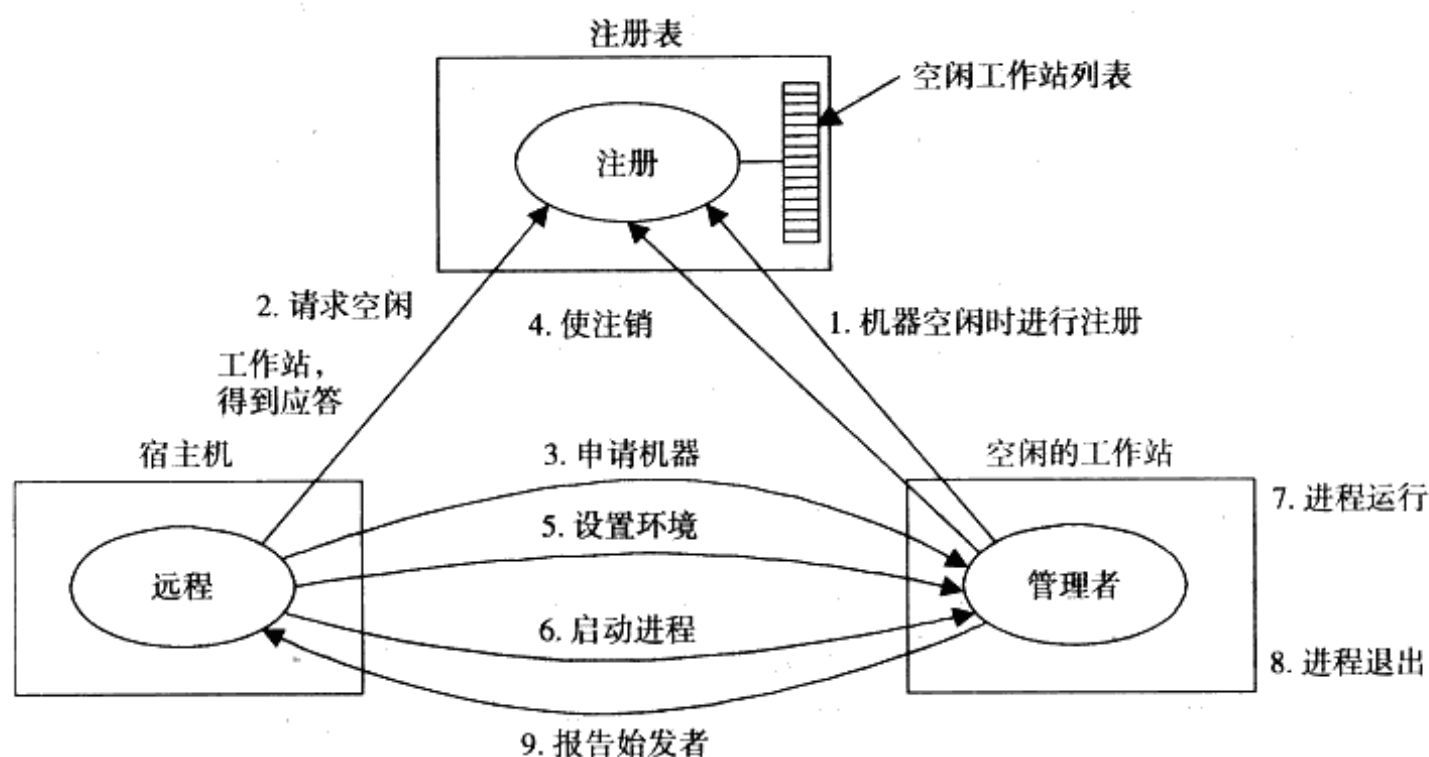 注册表
空闲工作站列表
注册
2. 请求空闲
工作站，
得到应答
4. 使注销
1. 机器空闲时进行注册
宿主机
3. 申请机器
空闲的工作站
5. 设置环境
7. 进程运行
远程
管理者
6. 启动进程
8. 进程退出
9. 报告始发者